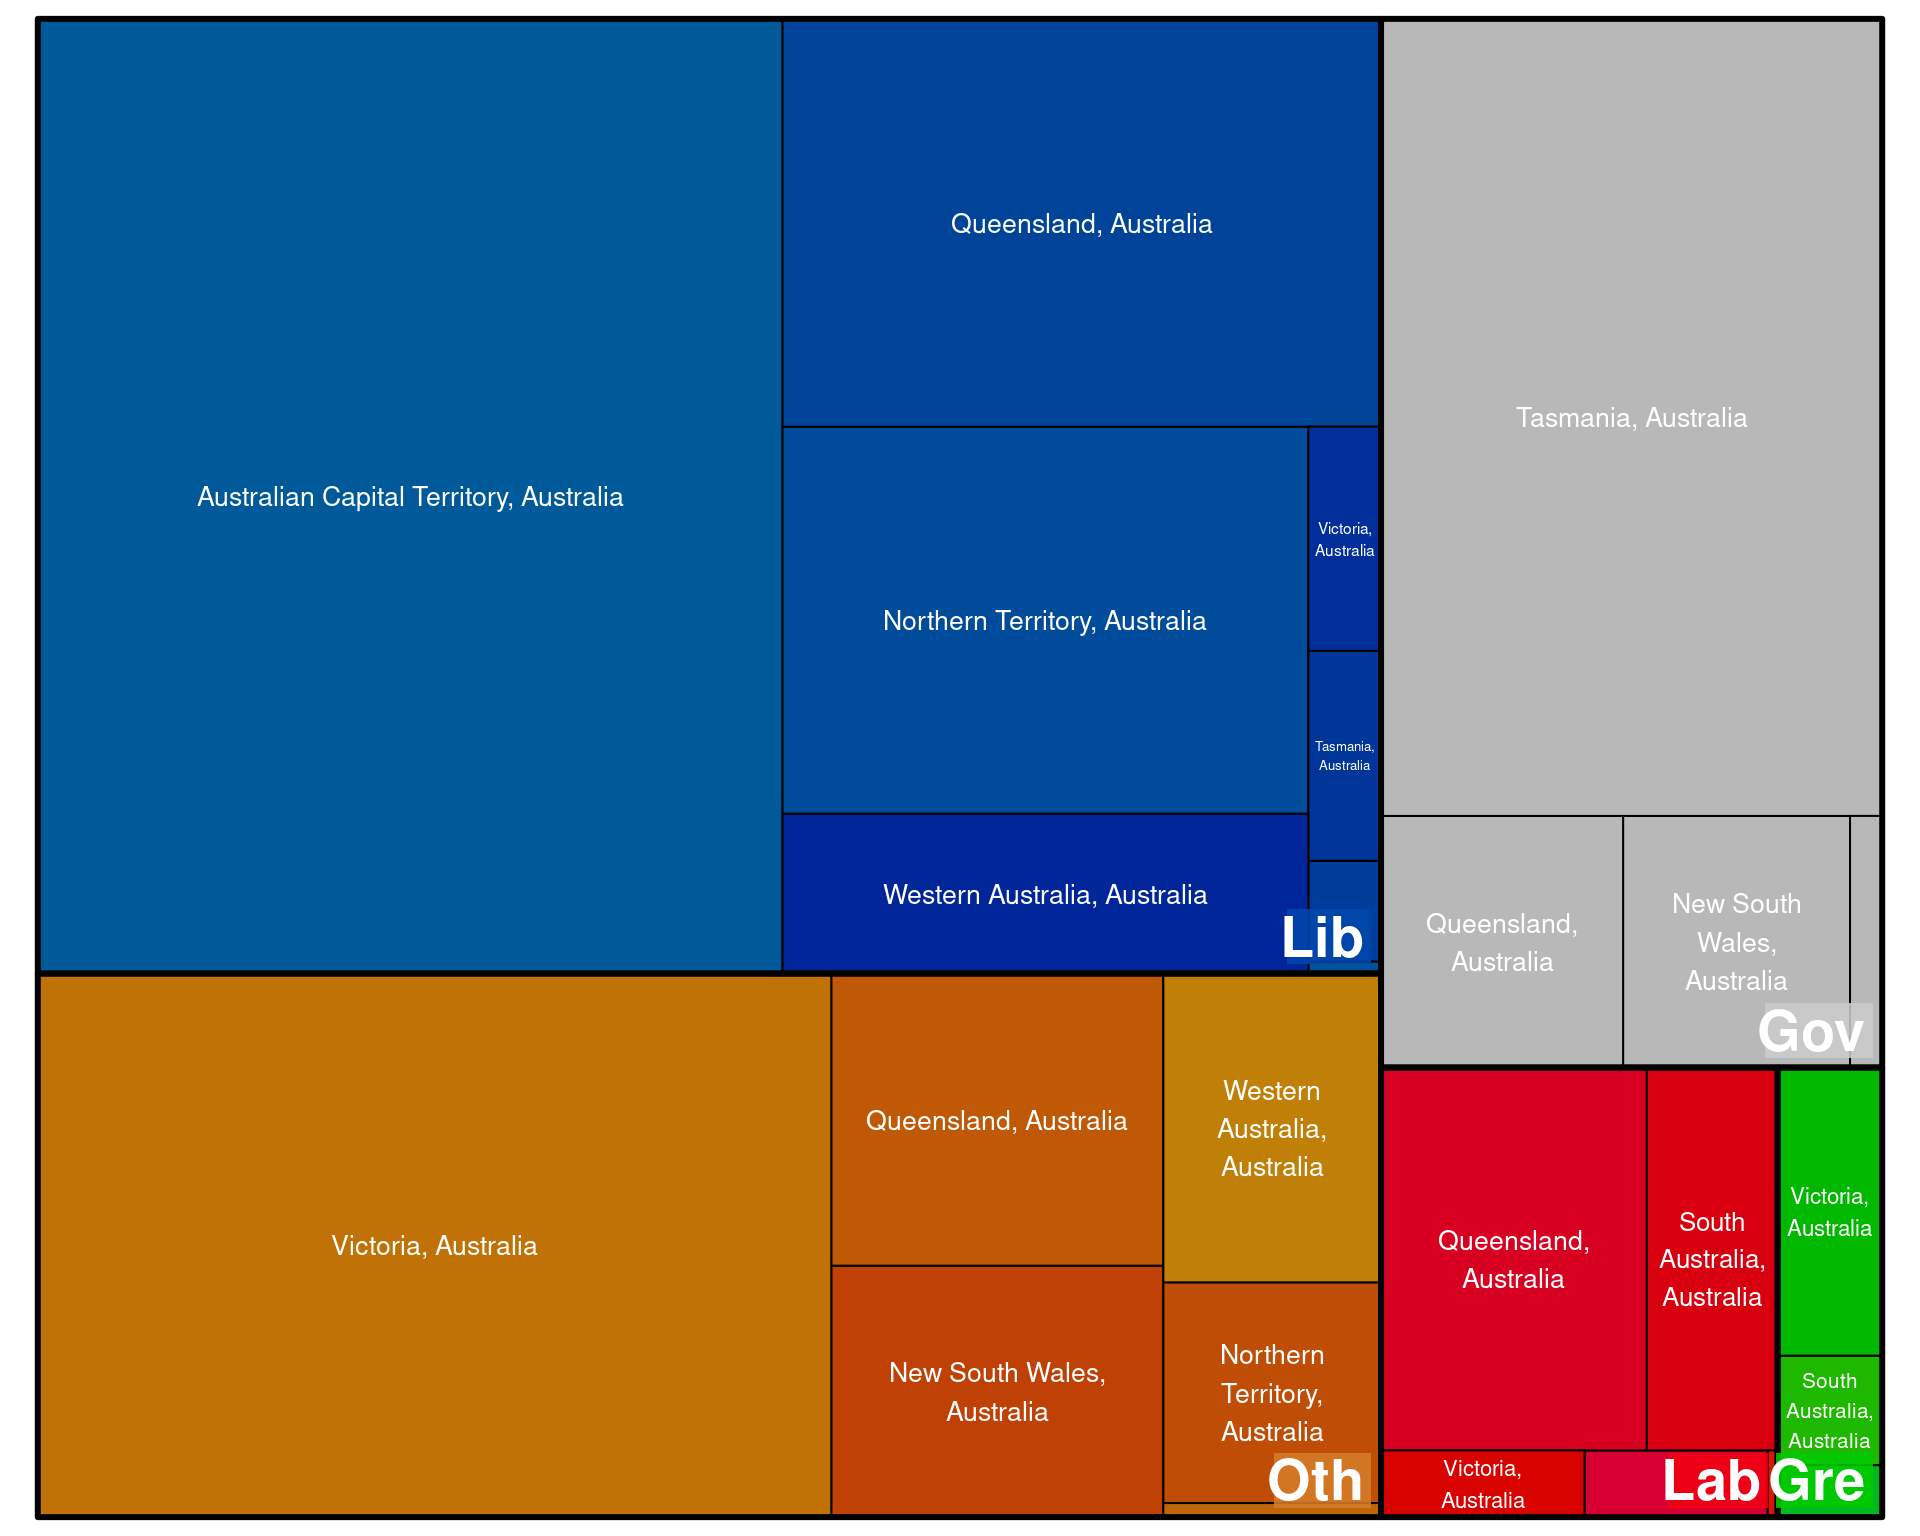 Australian Capital Territory, Australia
Queensland, Australia
Northern Territory, Australia
Victoria,
Australia
Tasmania,
Australia
Western Australia, Australia
Lib
Tasmania, Australia
Queensland,
Australia
New South
Wales,
Australia
Gov
Victoria, Australia
Queensland, Australia
New South Wales,
Australia
Western
Australia,
Australia
Northern
Territory,
Australia
Oth
Queensland,
Australia
South
Australia,
Australia
Victoria,
Australia
Lab
Victoria,
Australia
South
Australia,
Australia
Gre